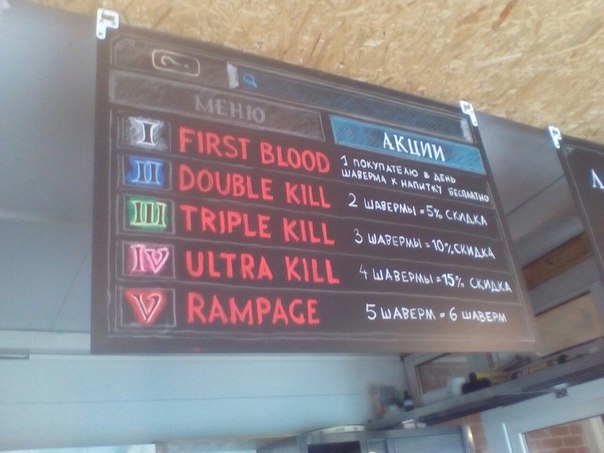 ?
МЕНЮ
АКЦИИ
I FIRST BLOOD
1 ПОКУПАТЕЛЮ В ДЕНЬ
ШАВЕРМА К НАПИТКУ БЕСПЛАТНО
II DOUBLE KILL 2 ШАВЕРМЫ = 5% СКИДКА
III TRIPLE KILL 3 ШАВЕРМЫ = 10% СКИДКА
IV ULTRA KILL 4 ШАВЕРМЫ = 15% СКИДКА
V RAMPAGE 5 ШАВЕРМ = 6 ШАВЕРМ